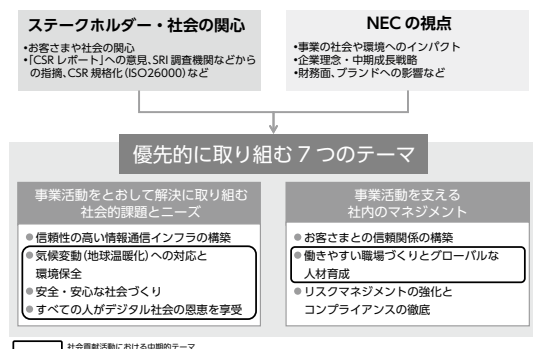 ステークホルダー・社会の関心
•お客さまや社会の関心
•「CSR レポート」への意見、SRI 調査機関などから
の指摘、CSR 規格化(ISO26000)など
NEC の視点
•事業の社会や環境へのインパクト
•企業理念・中期成長戦略
•財務面、ブランドへの影響など
優先的に取り組む 7 つのテーマ
事業活動をとおして解決に取り組む
社会的課題とニーズ
●信頼性の高い情報通信インフラの構築
●気候変動(地球温暖化)への対応と
環境保全
●安全・安心な社会づくり
●すべての人がデジタル社会の恩恵を享受
事業活動を支える
社内のマネジメント
●お客さまとの信頼関係の構築
●働きやすい職場づくりとグローバルな
人材育成
●リスクマネジメントの強化と
コンプライアンスの徹底
社会貢献活動における中期的テーマ